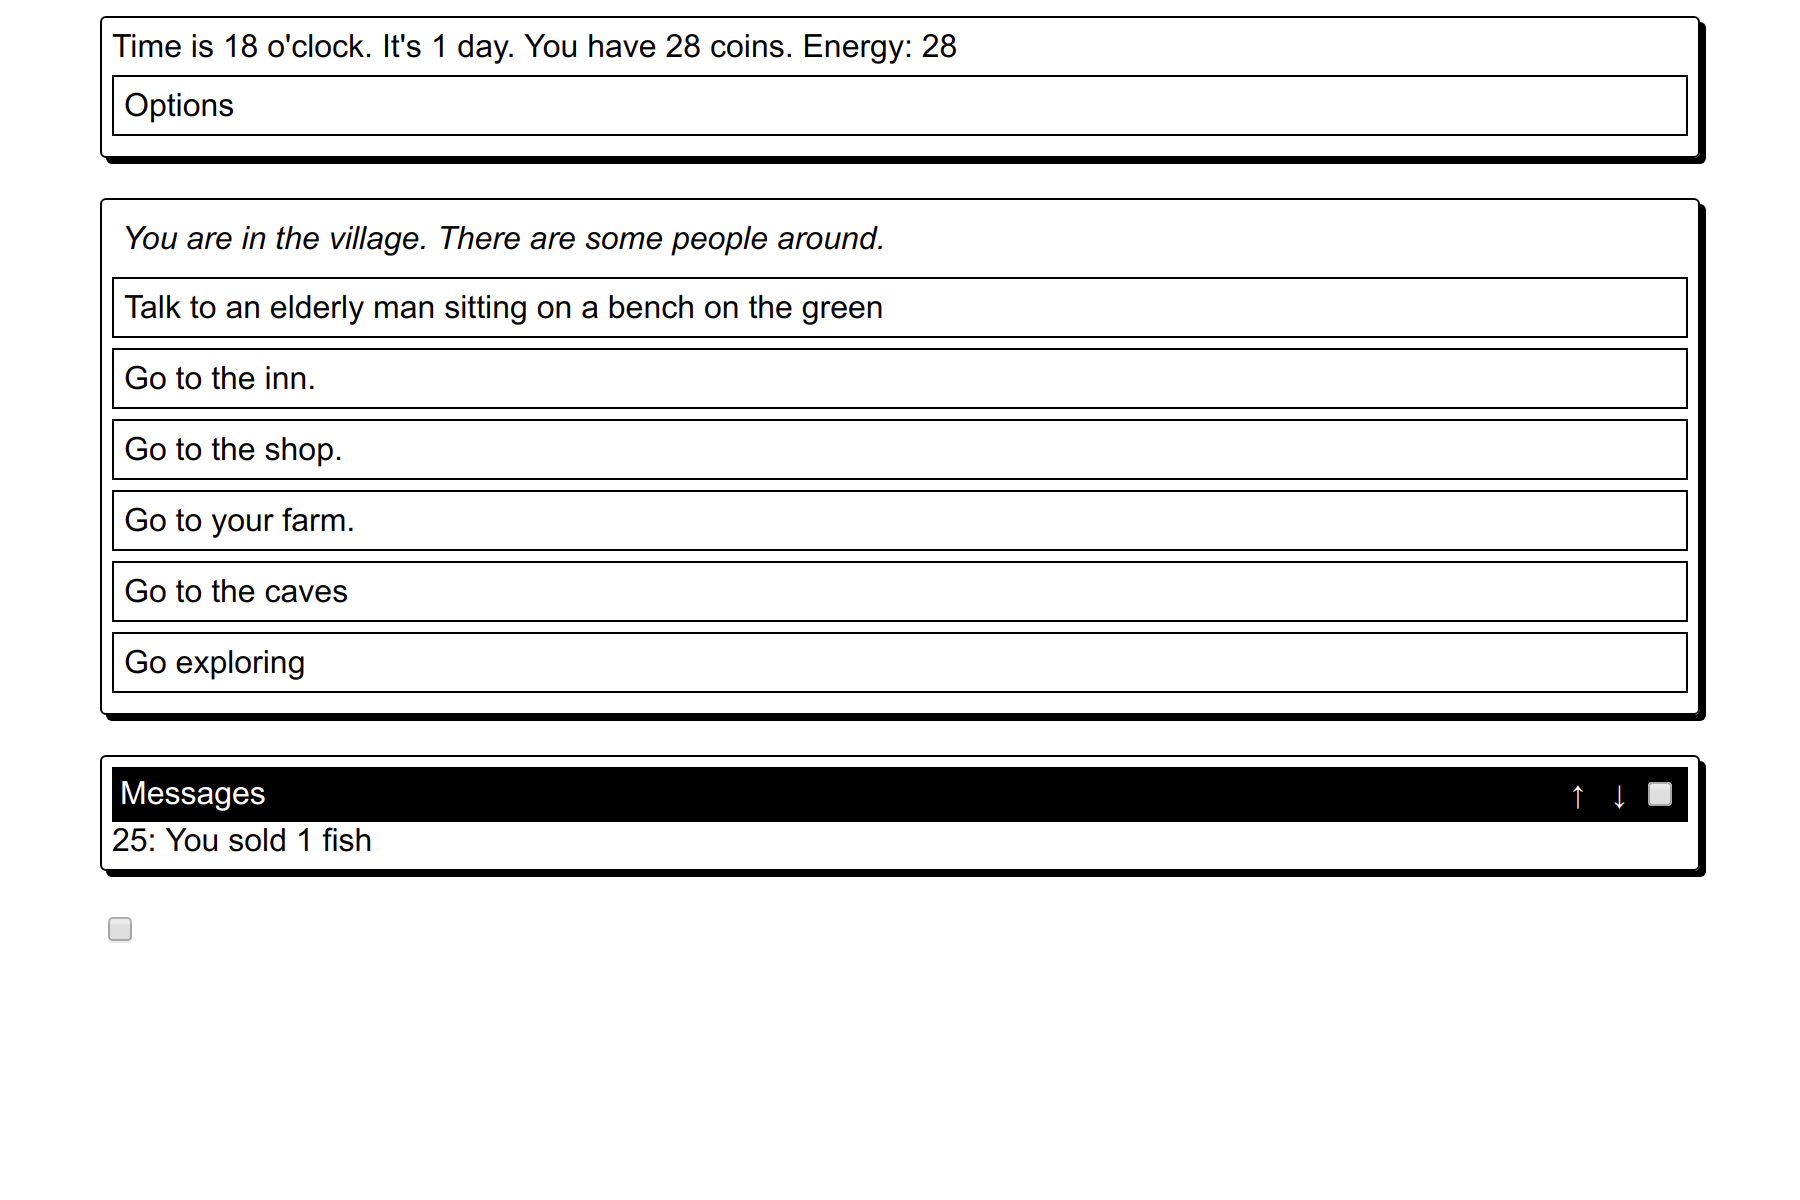 Time is 18 o'clock. It's 1 day. You have 28 coins. Energy: 28
Options
You are in the village. There are some people around.
Talk to an elderly man sitting on a bench on the green
Go to the inn.
Go to the shop.
Go to your farm.
Go to the caves
Go exploring
Messages ↑ ↓
25: You sold 1 fish